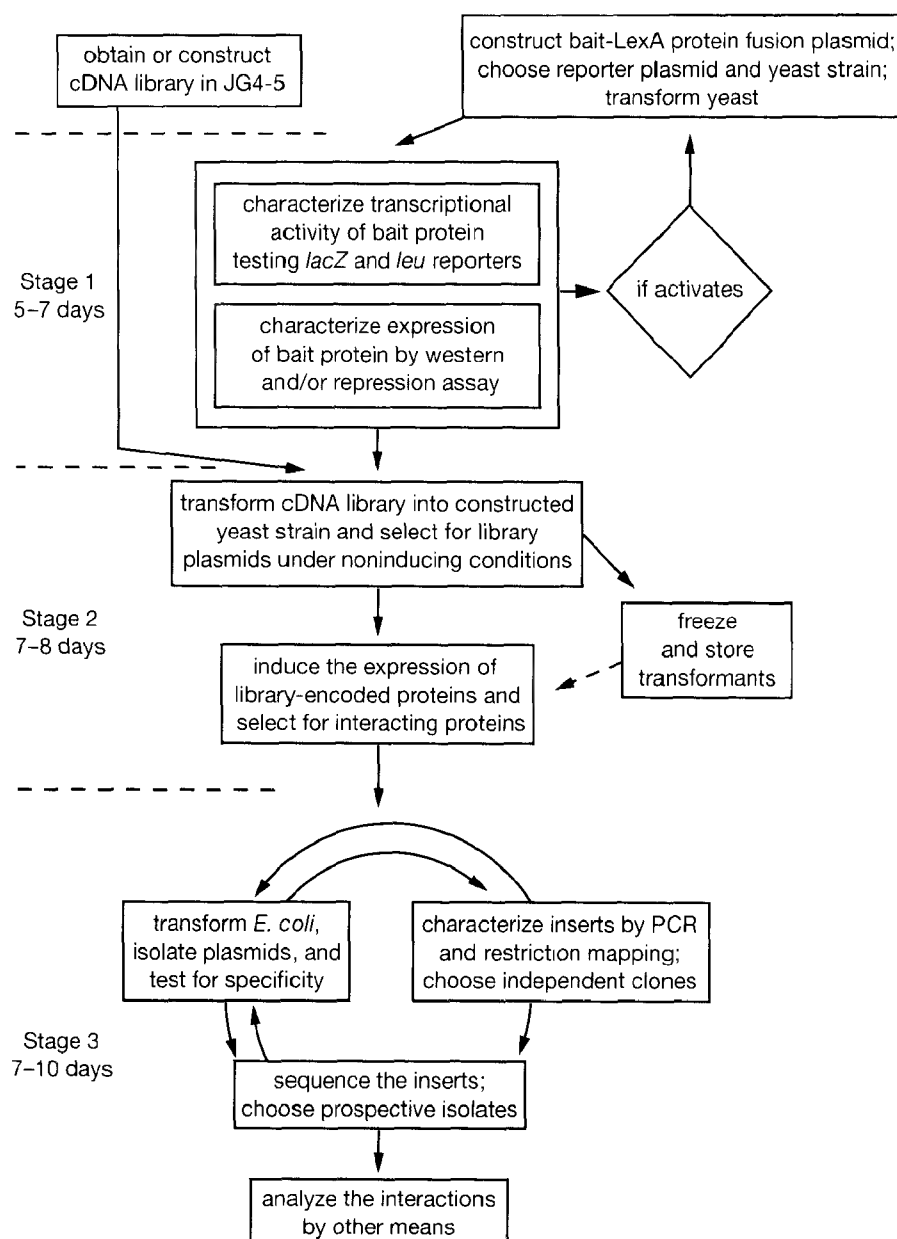 obtain or construct
cDNA library in JG4-5
construct bait-LexA protein fusion plasmid;
choose reporter plasmid and yeast strain;
transform yeast
Stage 1
5–7 days
characterize transcriptional
activity of bait protein
testing lacZ and leu reporters
characterize expression
of bait protein by western
and/or repression assay
if activates
Stage 2
7–8 days
transform cDNA library into constructed
yeast strain and select for library
plasmids under noninducing conditions
freeze
and store
transformants
induce the expression of
library-encoded proteins and
select for interacting proteins
Stage 3
7–10 days
transform E. coli,
isolate plasmids, and
test for specificity
characterize inserts by PCR
and restriction mapping;
choose independent clones
sequence the inserts;
choose prospective isolates
analyze the interactions
by other means